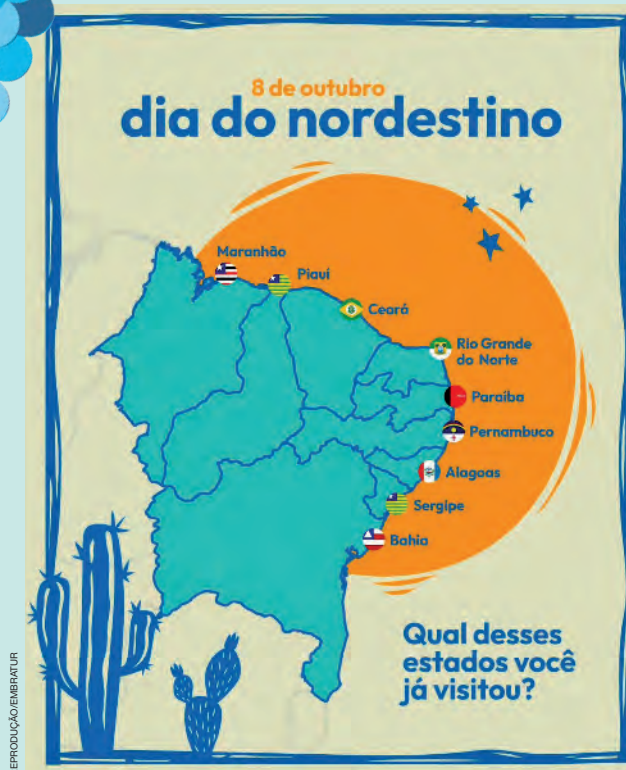 8 de outubro
dia do nordestino
Maranhão
Piauí
Ceará
Rio Grande
do Norte
Paraíba
Pernambuco
Alagoas
Sergipe
Bahia
Qual desses
estados você
já visitou?
EPRODUÇÃO/EMBRATUR